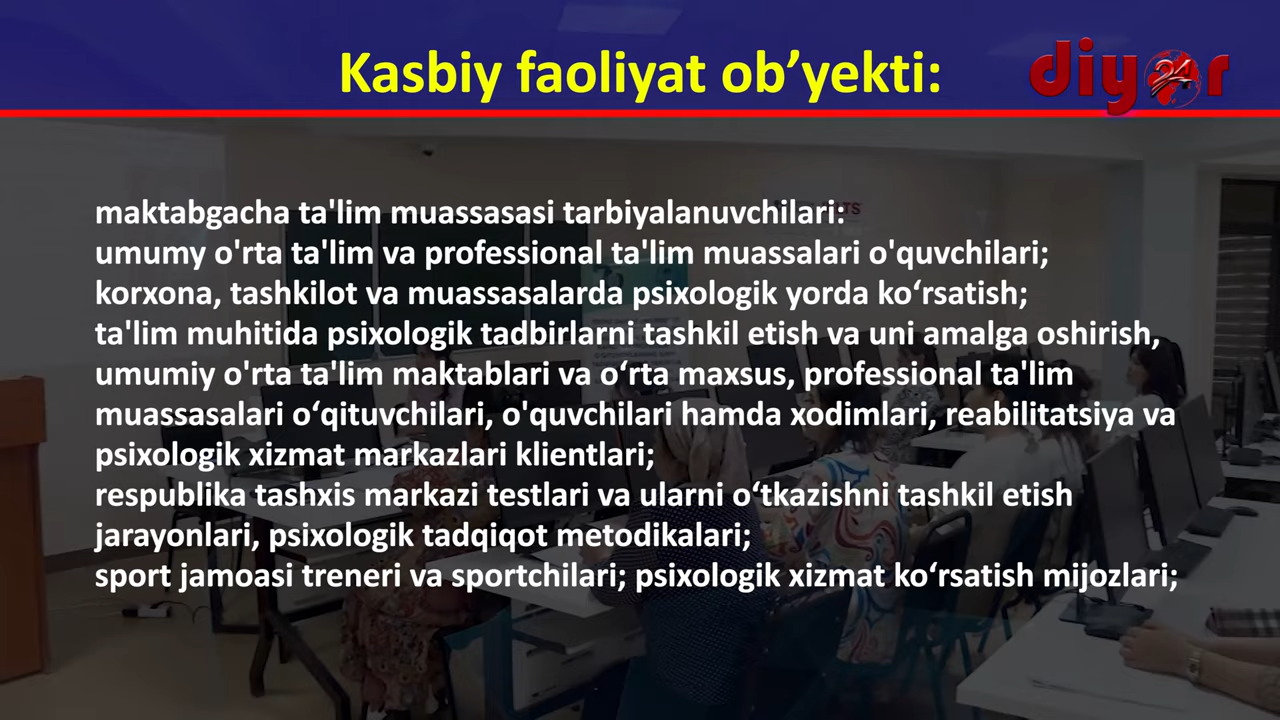 Kasbiy faoliyat ob’yekti:
diyor 24
maktabgacha ta'lim muassasasi tarbiyalanuvchilari:
umumy o'rta ta'lim va professional ta'lim muassalari o'quvchilari;
korxona, tashkilot va muassasalarda psixologik yorda ko‘rsatish;
ta'lim muhitida psixologik tadbirlarni tashkil etish va uni amalga oshirish,
umumiy o'rta ta'lim maktablari va o‘rta maxsus, professional ta'lim
muassasalari o‘qituvchilari, o'quvchilari hamda xodimlari, reabilitatsiya va
psixologik xizmat markazlari klientlari;
respublika tashxis markazi testlari va ularni o‘tkazishni tashkil etish
jarayonlari, psixologik tadqiqot metodikalari;
sport jamoasi treneri va sportchilari; psixologik xizmat ko‘rsatish mijozlari;